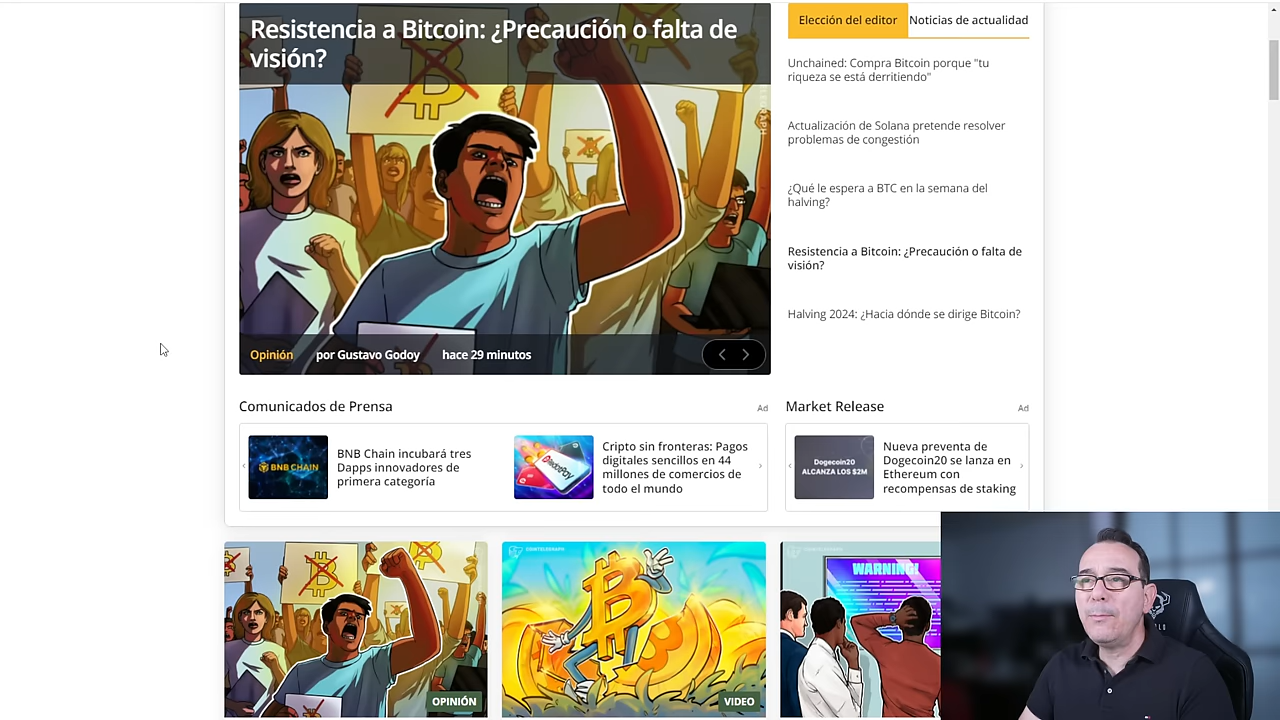 Resistencia a Bitcoin: ¿Precaución o falta de
visión?
Opinión por Gustavo Godoy hace 29 minutos
Elección del editor Noticias de actualidad
Unchained: Compra Bitcoin porque "tu
riqueza se está derritiendo"
Actualización de Solana pretende resolver
problemas de congestión
¿Qué le espera a BTC en la semana del
halving?
Resistencia a Bitcoin: ¿Precaución o falta de
visión?
Halving 2024: ¿Hacia dónde se dirige Bitcoin?
Comunicados de Prensa
Ad
BNB CHAIN
BNB Chain incubará tres
Dapps innovadores de
primera categoría
Cripto sin fronteras: Pagos
digitales sencillos en 44
millones de comercios de
todo el mundo
Market Release
Ad
Dogecoin20
ALCANZA LOS $2M
Nueva preventa de
Dogecoin20 se lanza en
Ethereum con
recompensas de staking
OPINIÓN
COINTELEGRAPH
VIDEO
WARNING!